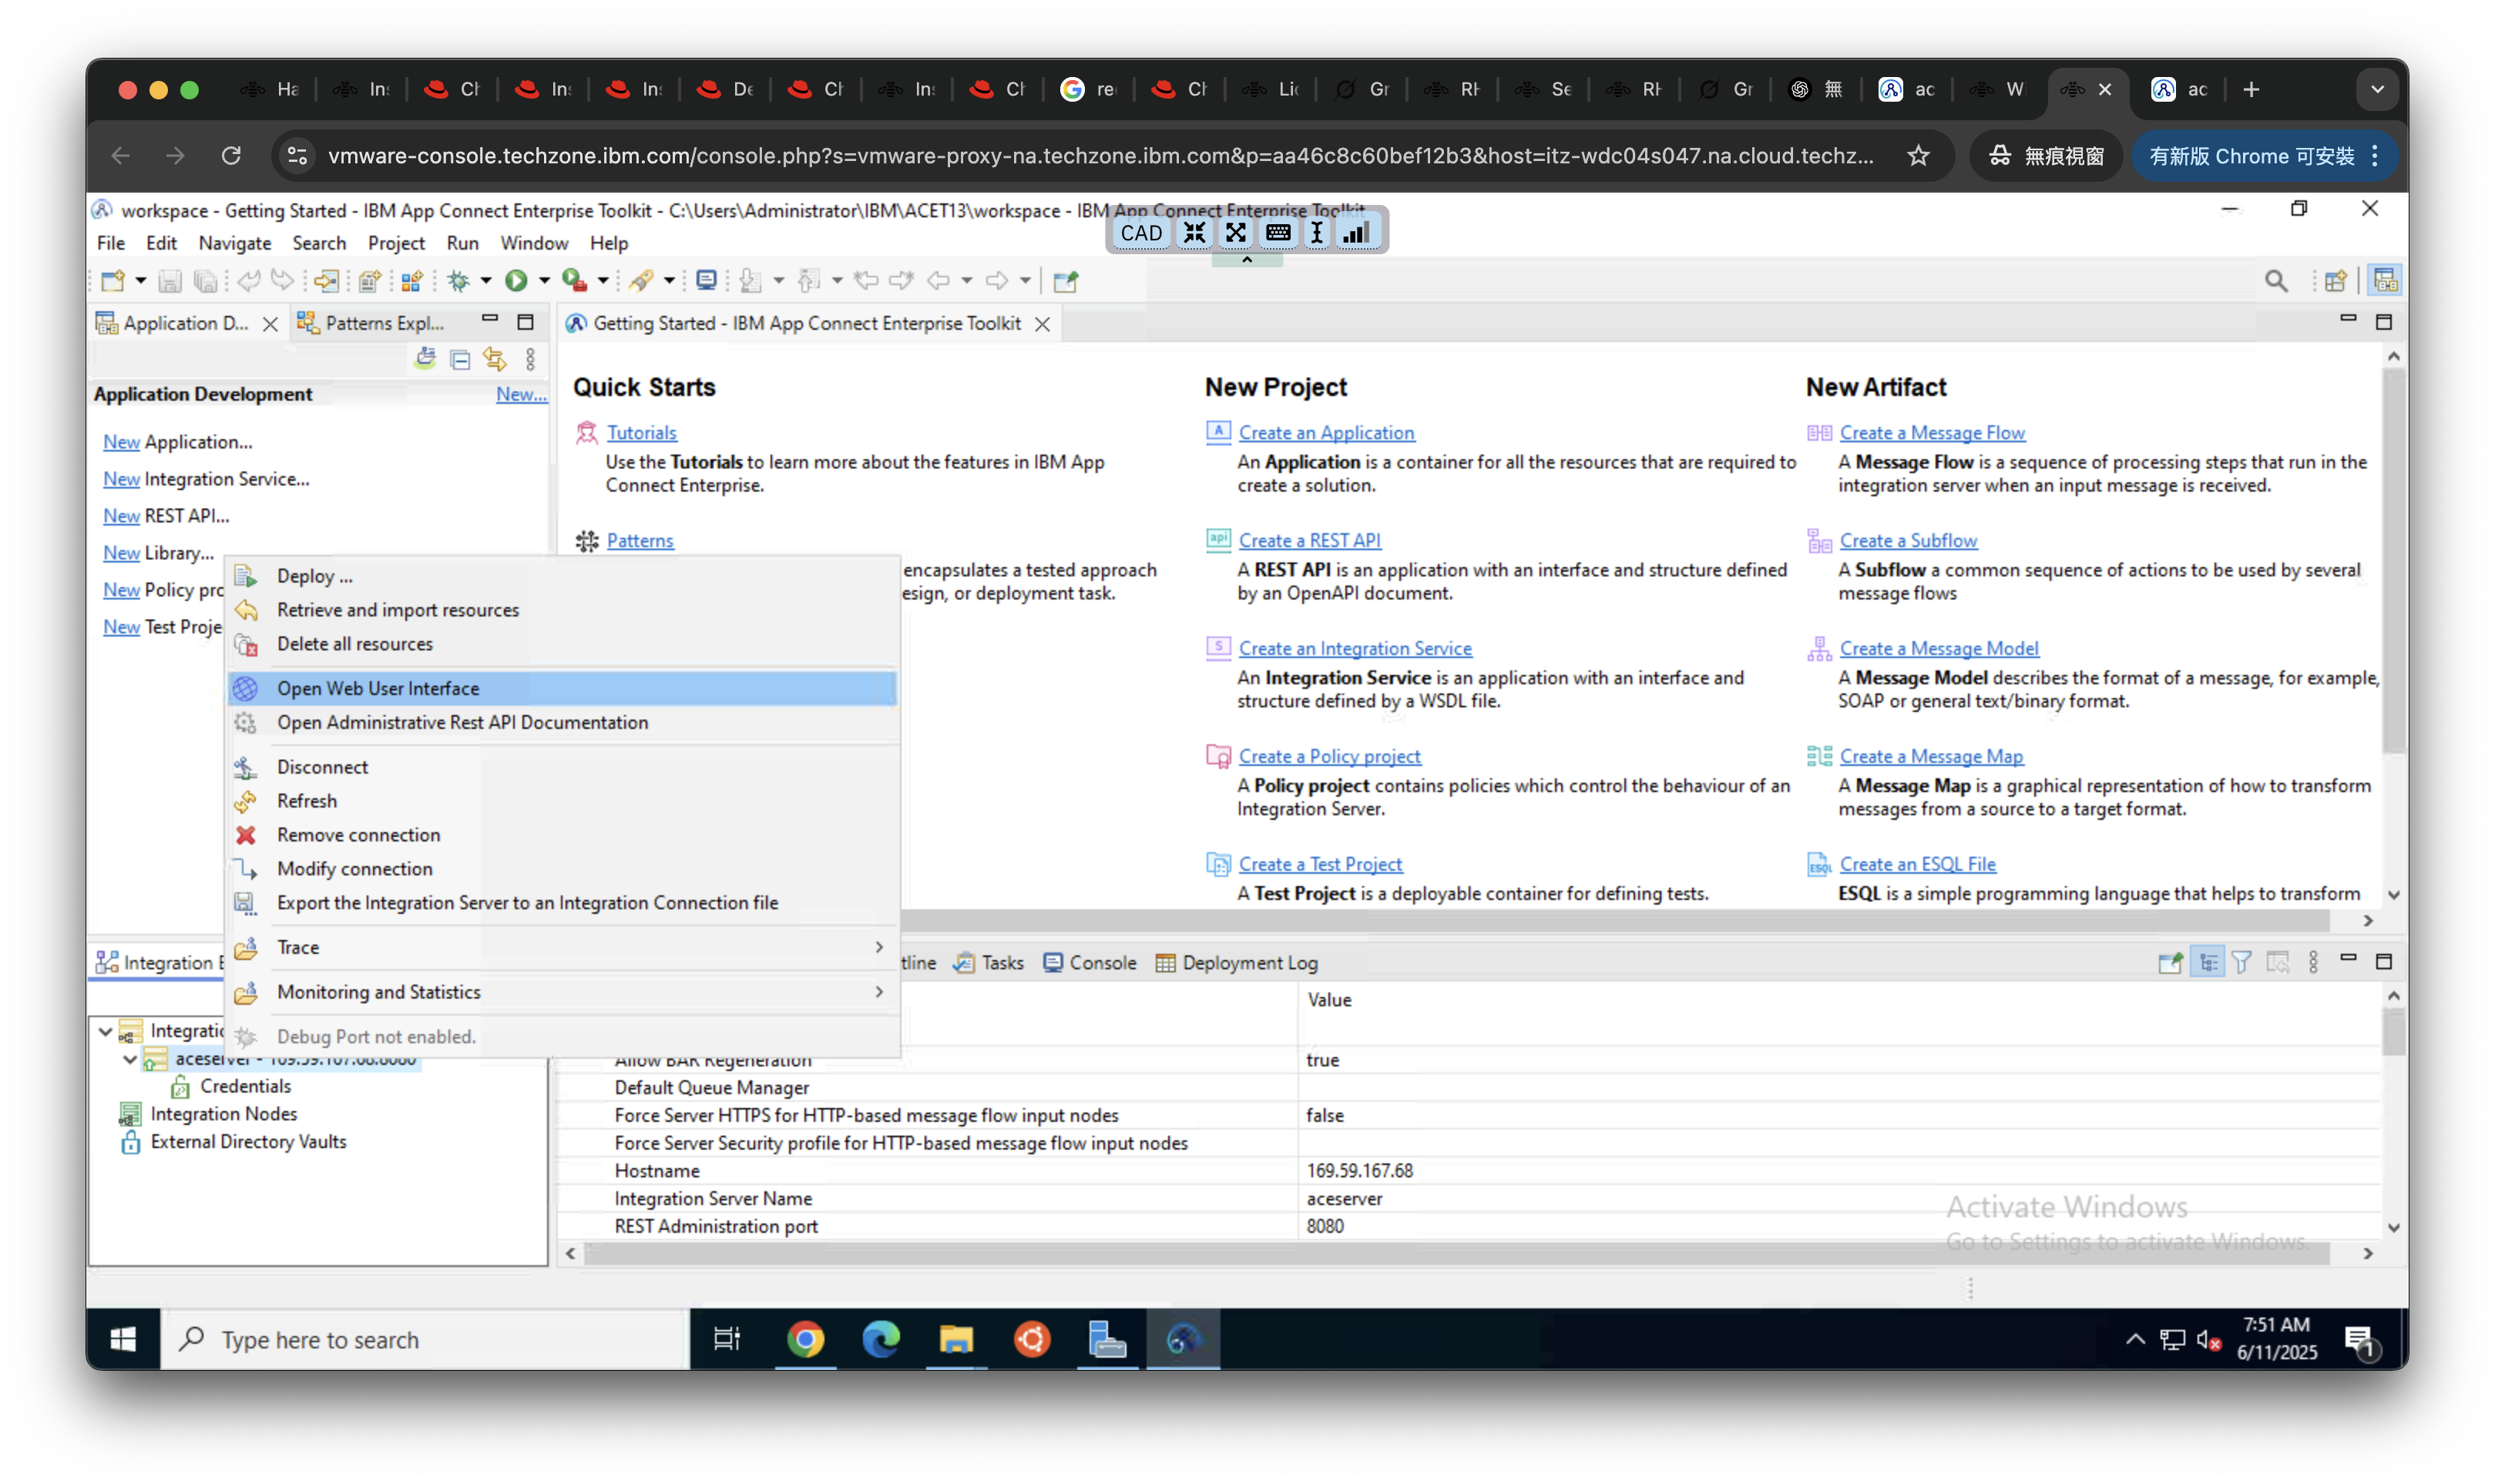 Ha
In
Ch
In
In
De
Ch
In
Ch
re
Ch
Lic
Gr
RH
Se
RH
Gr
無
ac
W
ac
vmware-console.techzone.ibm.com/console.php?s=vmware-proxy-na.techzone.ibm.com&p=aa46c8c60bef12b3&host=itz-wdc04s047.na.cloud.techz...
無痕視窗
有新版 Chrome 可安裝
workspace - Getting Started - IBM App Connect Enterprise Toolkit - C:\Users\Administrator\IBM\ACET13\workspace - IBM App Connect Enterprise Toolkit
CAD
File Edit Navigate Search Project Run Window Help
Application D...
Patterns Expl...
Getting Started - IBM App Connect Enterprise Toolkit
Application Development
New...
New Application...
New Integration Service...
New REST API...
New Library...
New Policy pro
New Test Proje
Quick Starts
Tutorials
Use the Tutorials to learn more about the features in IBM App
Connect Enterprise.
Patterns
encapsulates a tested approach
esign, or deployment task.
New Project
Create an Application
An Application is a container for all the resources that are required to
create a solution.
Create a REST API
A REST API is an application with an interface and structure defined
by an OpenAPI document.
Create an Integration Service
An Integration Service is an application with an interface and
structure defined by a WSDL file.
Create a Policy project
A Policy project contains policies which control the behaviour of an
Integration Server.
Create a Test Project
A Test Project is a deployable container for defining tests.
New Artifact
Create a Message Flow
A Message Flow is a sequence of processing steps that run in the
integration server when an input message is received.
Create a Subflow
A Subflow a common sequence of actions to be used by several
message flows
Create a Message Model
A Message Model describes the format of a message, for example,
SOAP or general text/binary format.
Create a Message Map
A Message Map is a graphical representation of how to transform
messages from a source to a target format.
Create an ESQL File
ESQL is a simple programming language that helps to transform
A
api
S
ESQL
Deploy ...
Retrieve and import resources
Delete all resources
Open Web User Interface
Open Administrative Rest API Documentation
Disconnect
Refresh
Remove connection
Modify connection
Export the Integration Server to an Integration Connection file
Trace
Monitoring and Statistics
Debug Port not enabled.
Integration E
tline
Tasks
Console
Deployment Log
Integratio
aceserver - 169.59.167.68:8080
Credentials
Integration Nodes
External Directory Vaults
Value
Allow BAR Regeneration true
Default Queue Manager
Force Server HTTPS for HTTP-based message flow input nodes false
Force Server Security profile for HTTP-based message flow input nodes
Hostname 169.59.167.68
Integration Server Name aceserver
REST Administration port 8080
Activate Windows
Go to Settings to activate Windows.
Type here to search
7:51 AM
6/11/2025
1